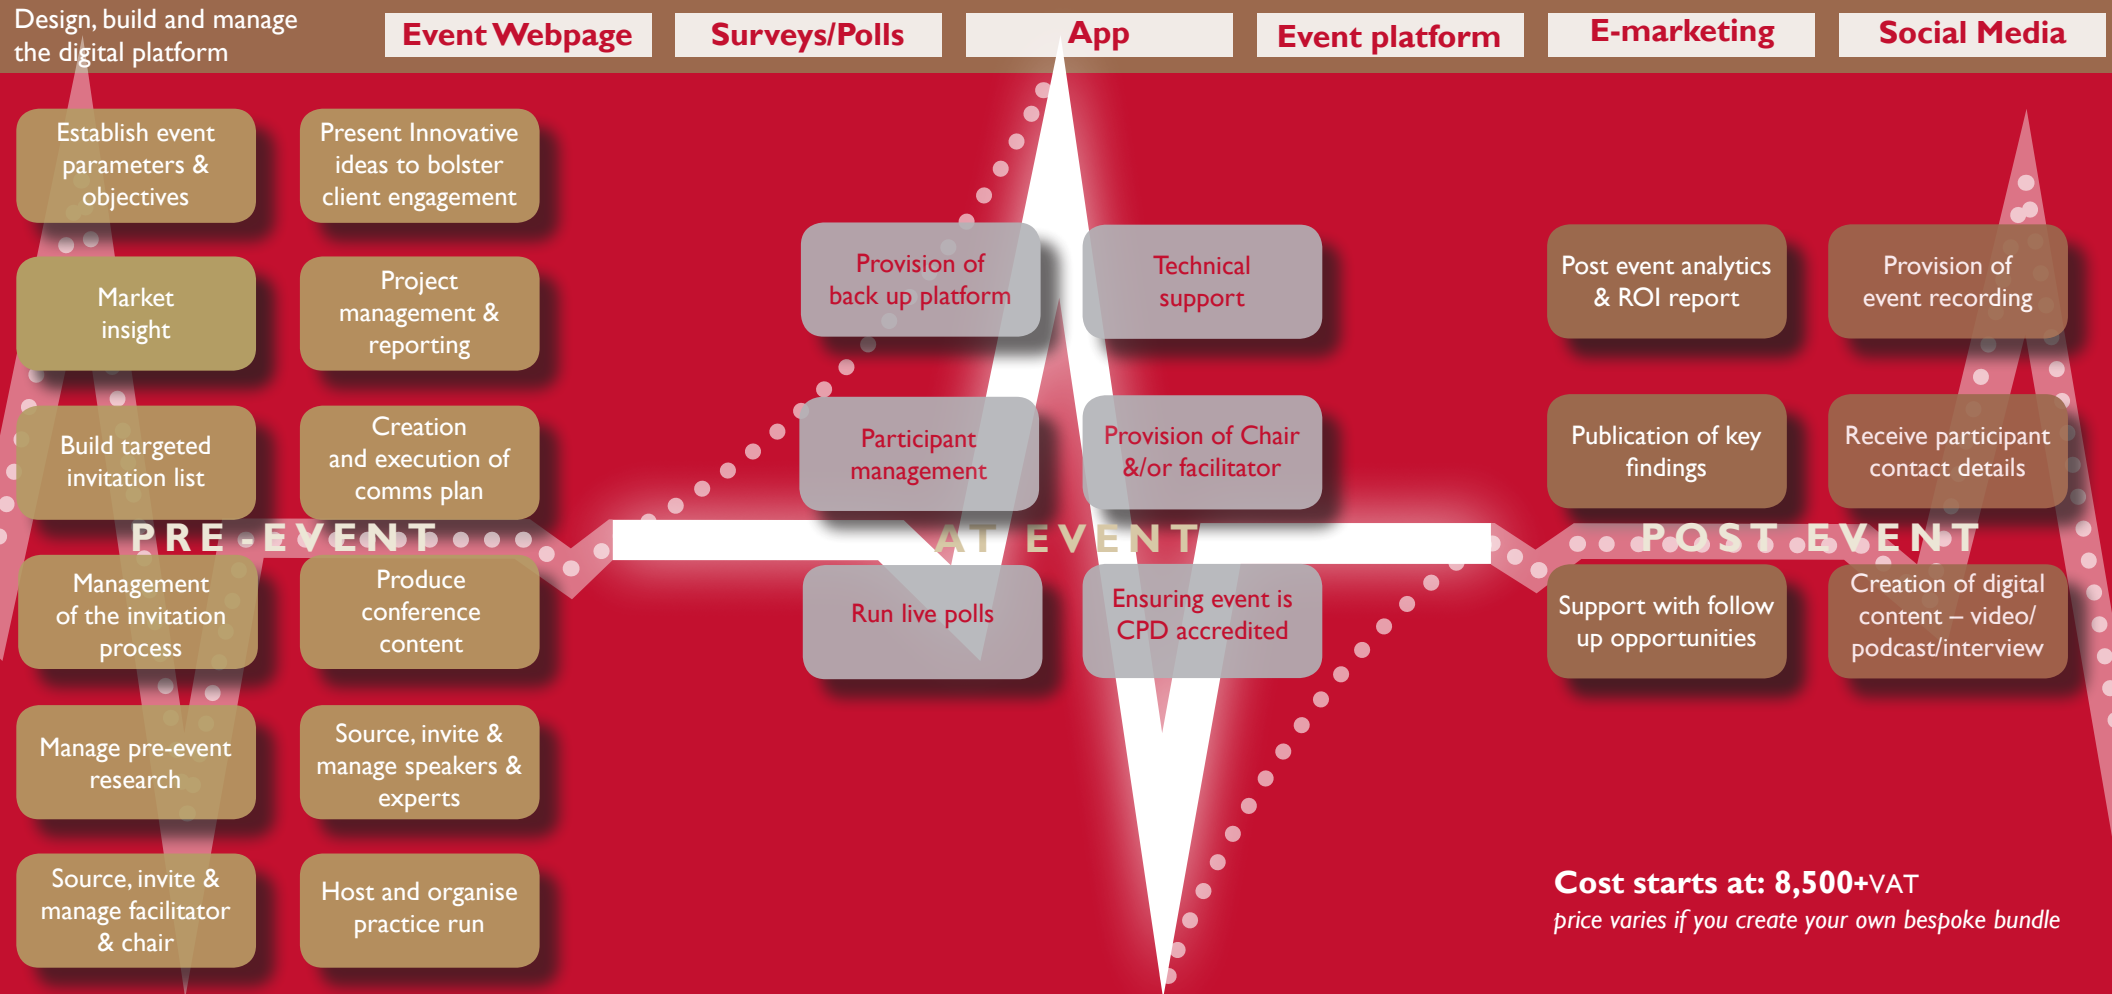 Design, build and manage
the digital platform
Event Webpage
Surveys/Polls
App
Event platform
E-marketing
Social Media
Establish event
parameters &
objectives
Present Innovative
ideas to bolster
client engagement
Market
insight
Project
management &
reporting
Build targeted
invitation list
Creation
and execution of
comms plan
PRE-EVENT
Management
of the invitation
process
Produce
conference
content
Manage pre-event
research
Source, invite &
manage speakers &
experts
Source, invite &
manage facilitator
& chair
Host and organise
practice run
Provision of
back up platform
Technical
support
Participant
management
Provision of Chair
&/or facilitator
AT EVENT
Run live polls
Ensuring event is
CPD accredited
Post event analytics
& ROI report
Provision of
event recording
Publication of key
findings
Receive participant
contact details
POST EVENT
Support with follow
up opportunities
Creation of digital
content – video/
podcast/interview
Cost starts at: 8,500+VAT
price varies if you create your own bespoke bundle